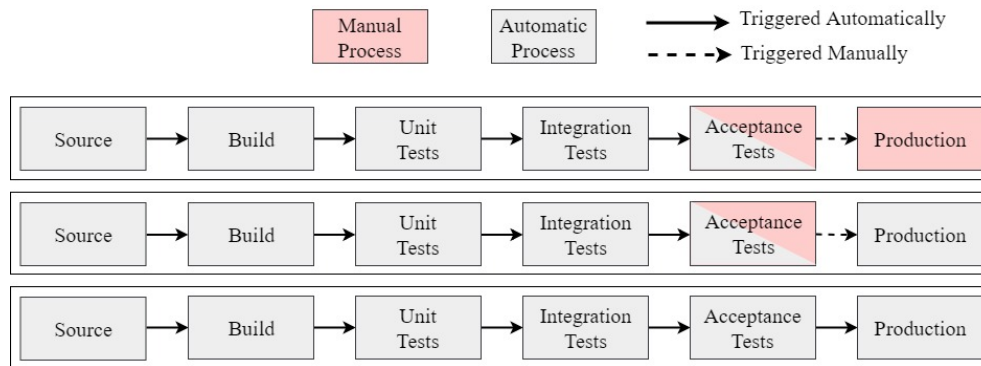 Manual
Process
Automatic
Process
Triggered Automatically
Triggered Manually
Source
Build
Unit
Tests
Integration
Tests
Acceptance
Tests
Production
Source
Build
Unit
Tests
Integration
Tests
Acceptance
Tests
Production
Source
Build
Unit
Tests
Integration
Tests
Acceptance
Tests
Production